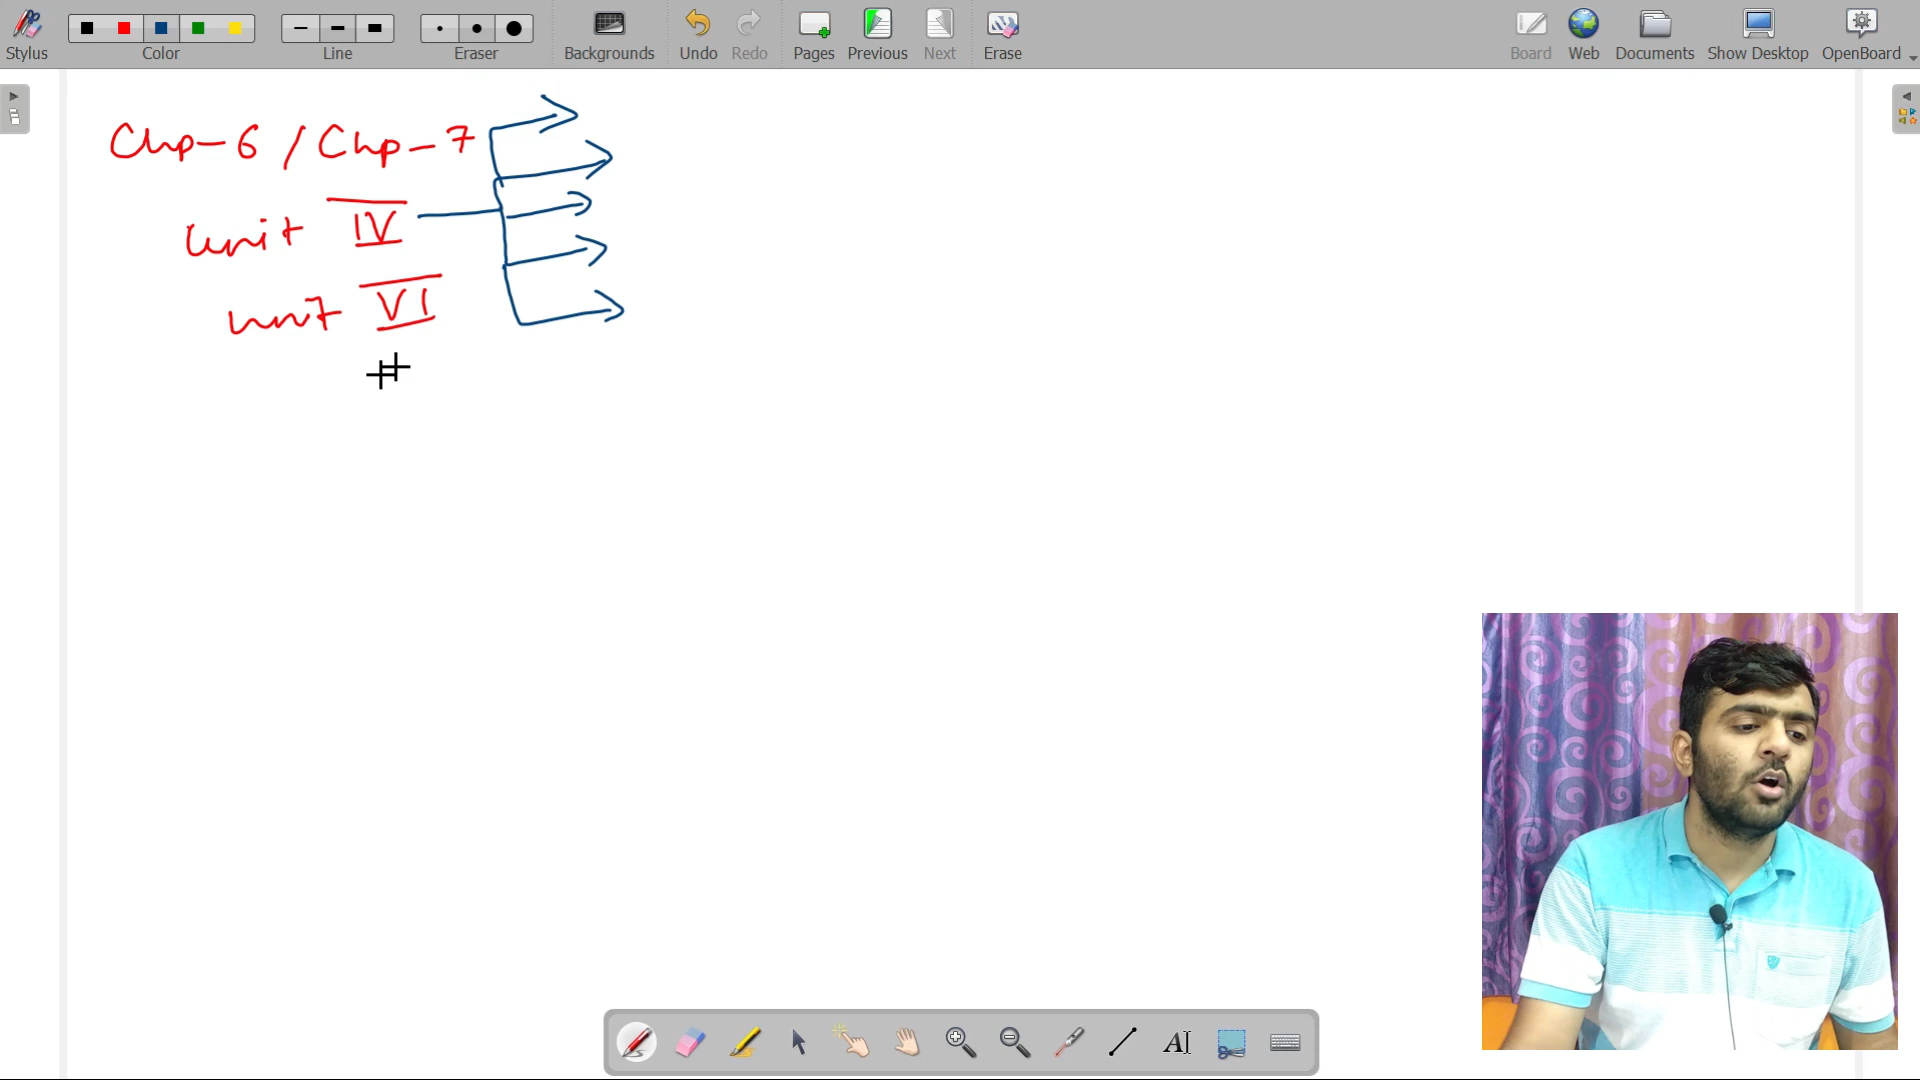 Stylus Color Line Eraser Backgrounds Undo Redo Pages Previous Next Erase Board Web Documents Show Desktop OpenBoard
Chp-6 / Chp-7
unit IV
unit VI
#